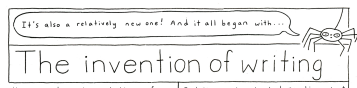 It's also a relatively new one! And it all began with...
The invention of writing